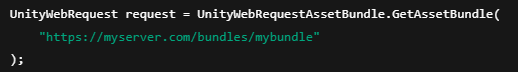 UnityWebRequest request = UnityWebRequestAssetBundle.GetAssetBundle(
    "https://myserver.com/bundles/mybundle"
);